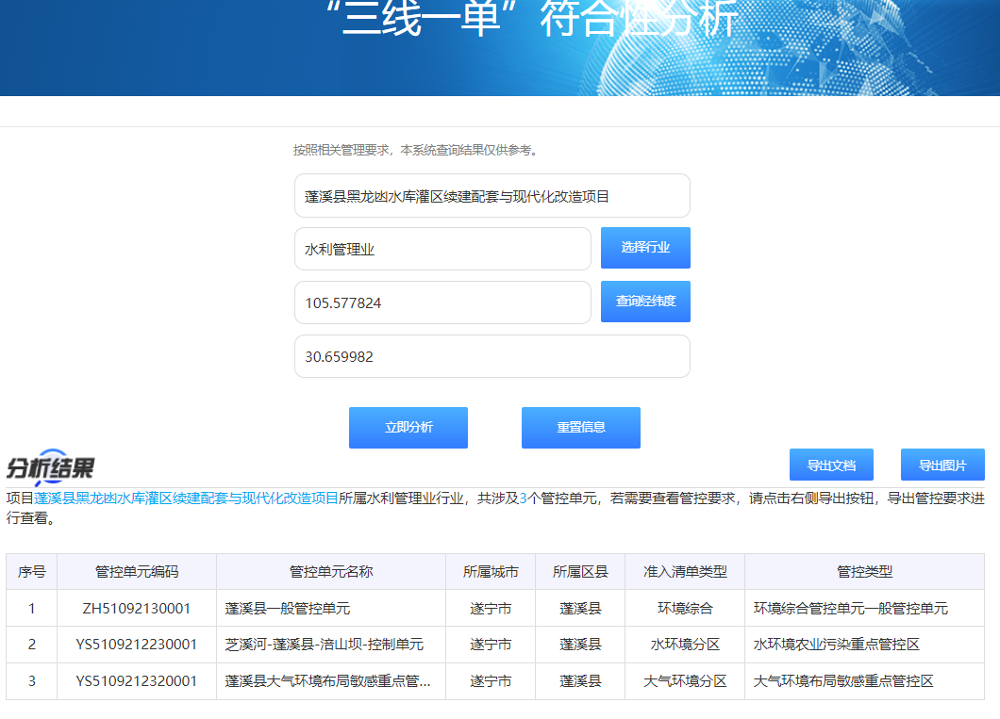 “三线一单”符合性分析
按照相关管理要求，本系统查询结果仅供参考。
蓬溪县黑龙凼水库灌区续建配套与现代化改造项目
水利管理业
选择行业
105.577824
查询经纬度
30.659982
立即分析
重置信息
分析结果
导出文档
导出图片
项目蓬溪县黑龙凼水库灌区续建配套与现代化改造项目所属水利管理业行业，共涉及3个管控单元，若需要查看管控要求，请点击右侧导出按钮，导出管控要求进
行查看。
序号 管控单元编码 管控单元名称 所属城市 所属区县 准入清单类型 管控类型
1 ZH51092130001 蓬溪县一般管控单元 遂宁市 蓬溪县 环境综合 环境综合管控单元一般管控单元
2 YS5109212230001 芝溪河-蓬溪县-涪山坝-控制单元 遂宁市 蓬溪县 水环境分区 水环境农业污染重点管控区
3 YS5109212320001 蓬溪县大气环境布局敏感重点管... 遂宁市 蓬溪县 大气环境分区 大气环境布局敏感重点管控区